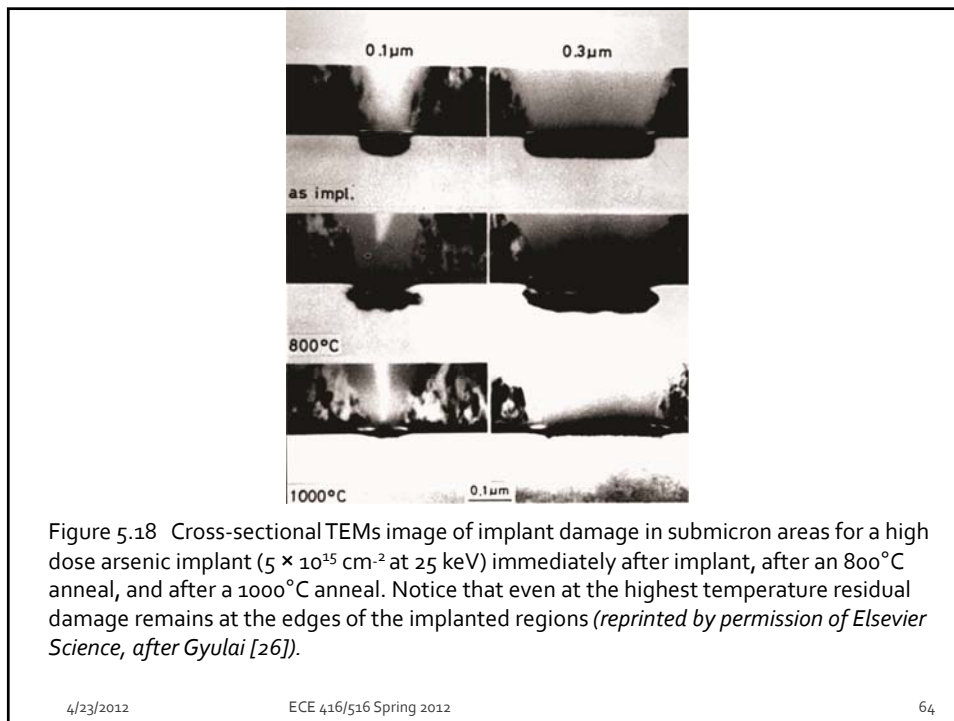 0.1µm 0.3µm
as impl.
800°C
1000°C 0.1µm
Figure 5.18 Cross-sectional TEMs image of implant damage in submicron areas for a high
dose arsenic implant (5 × 10¹⁵ cm⁻² at 25 keV) immediately after implant, after an 800°C
anneal, and after a 1000°C anneal. Notice that even at the highest temperature residual
damage remains at the edges of the implanted regions (reprinted by permission of Elsevier
Science, after Gyulai [26]).
4/23/2012 ECE 416/516 Spring 2012 64